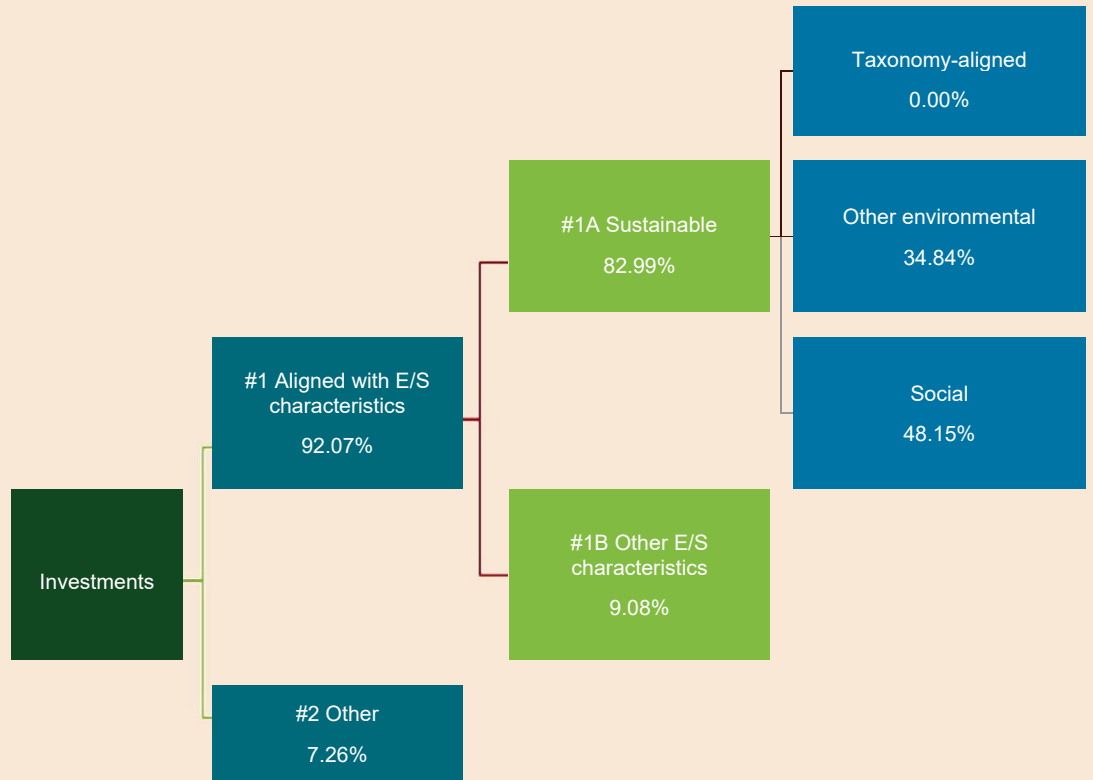 Taxonomy-aligned
0.00%
#1A Sustainable
82.99%
Other environmental
34.84%
#1 Aligned with E/S
characteristics
92.07%
Social
48.15%
Investments
#1B Other E/S
characteristics
9.08%
#2 Other
7.26%